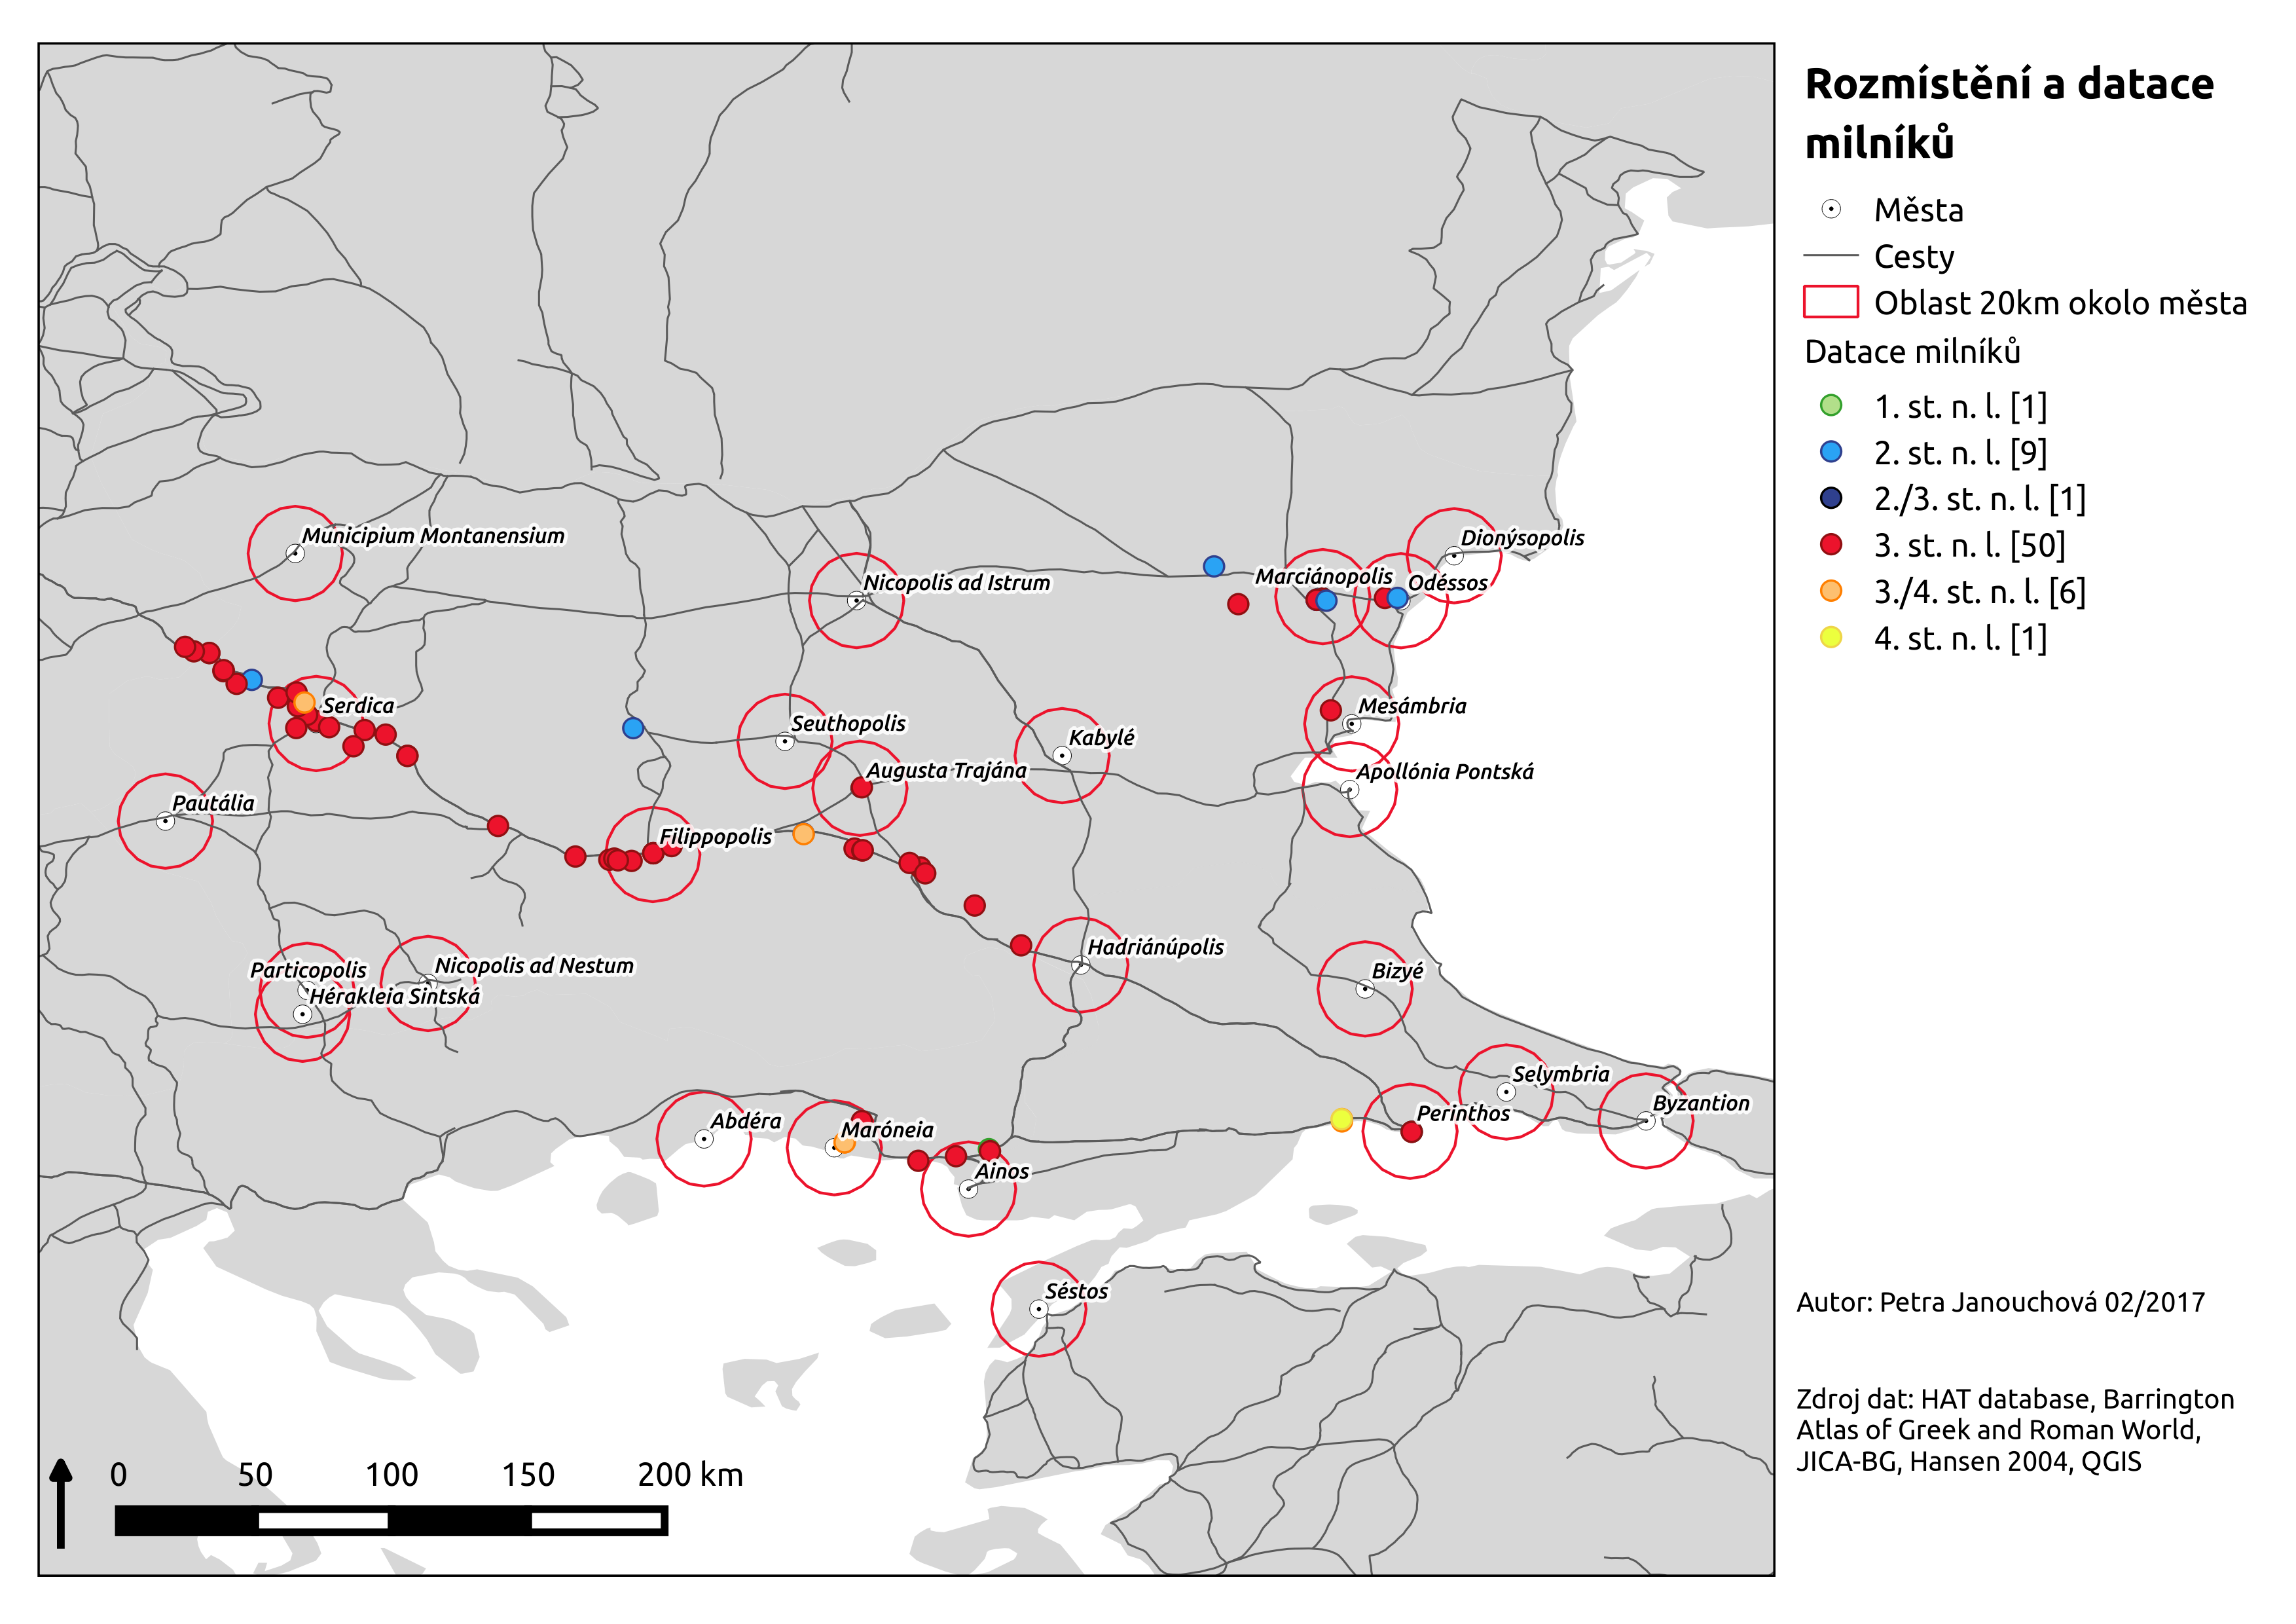 Rozmístění a datace
milníků
Města
Cesty
Oblast 20km okolo města
Datace milníků
1. st. n. l. [1]
2. st. n. l. [9]
2./3. st. n. l. [1]
3. st. n. l. [50]
3./4. st. n. l. [6]
4. st. n. l. [1]
Municipium Montanensium
Dionýsopolis
Nicopolis ad Istrum
Marciánopolis
Odéssos
Serdica
Mesámbria
Seuthopolis
Kabylé
Augusta Trajána
Apollónia Pontská
Pautália
Filippopolis
Hadriánúpolis
Particopolis
Nicopolis ad Nestum
Bizyé
Hérakleia Sintská
Selymbria
Byzantion
Perinthos
Abdéra
Maróneia
Ainos
Séstos
0 50 100 150 200 km
Autor: Petra Janouchová 02/2017
Zdroj dat: HAT database, Barrington
Atlas of Greek and Roman World,
JICA-BG, Hansen 2004, QGIS